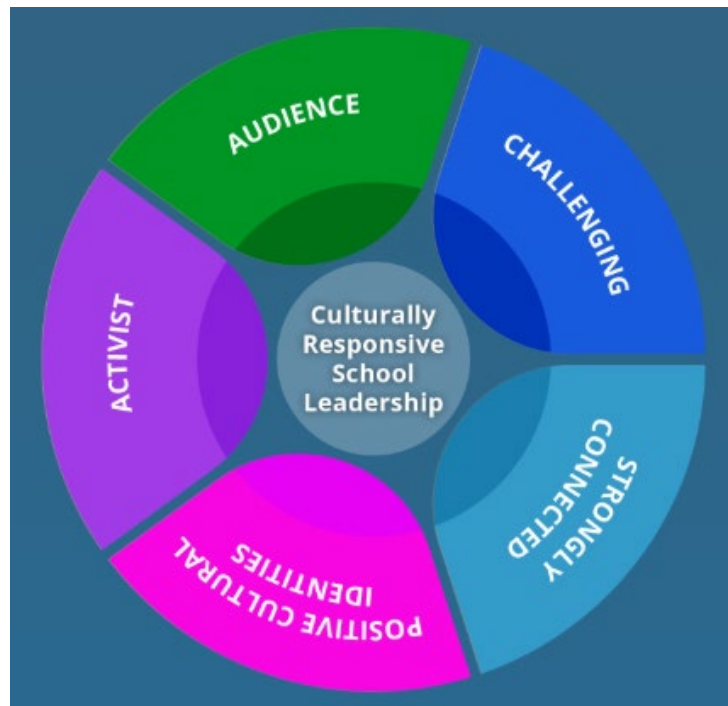 AUDIENCE
CHALLENGING
STRONGLY
CONNECTED
POSITIVE CULTURAL
IDENTITIES
ACTIVIST
Culturally
Responsive
School
Leadership